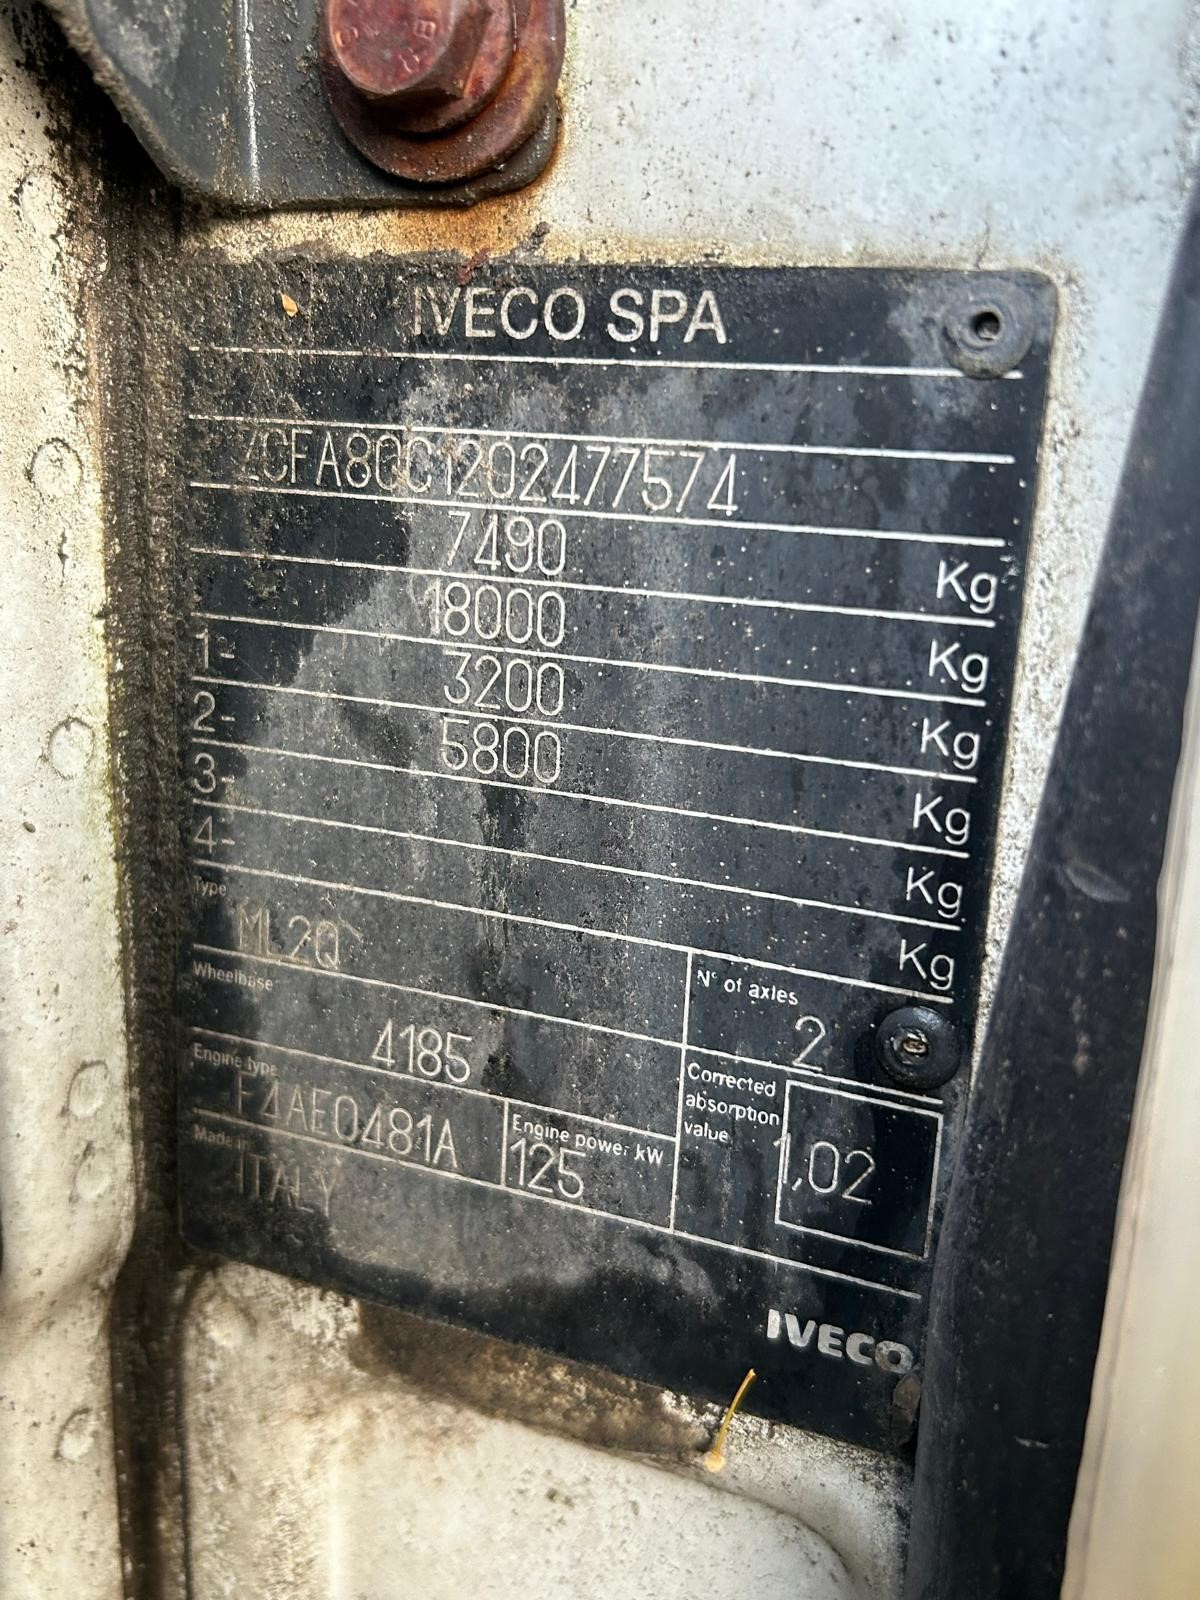 IVECO SPA
ZCFA80C1202477574
7490 Kg
18000 Kg
1- 3200 Kg
2- 5800 Kg
3- Kg
4- Kg
Type
ML2Q
N° of axles
2
Wheelbase
4185
Corrected
absorption
value
1,02
Engine type
F4AE0481A
Engine power kW
125
Made in
ITALY
IVECO